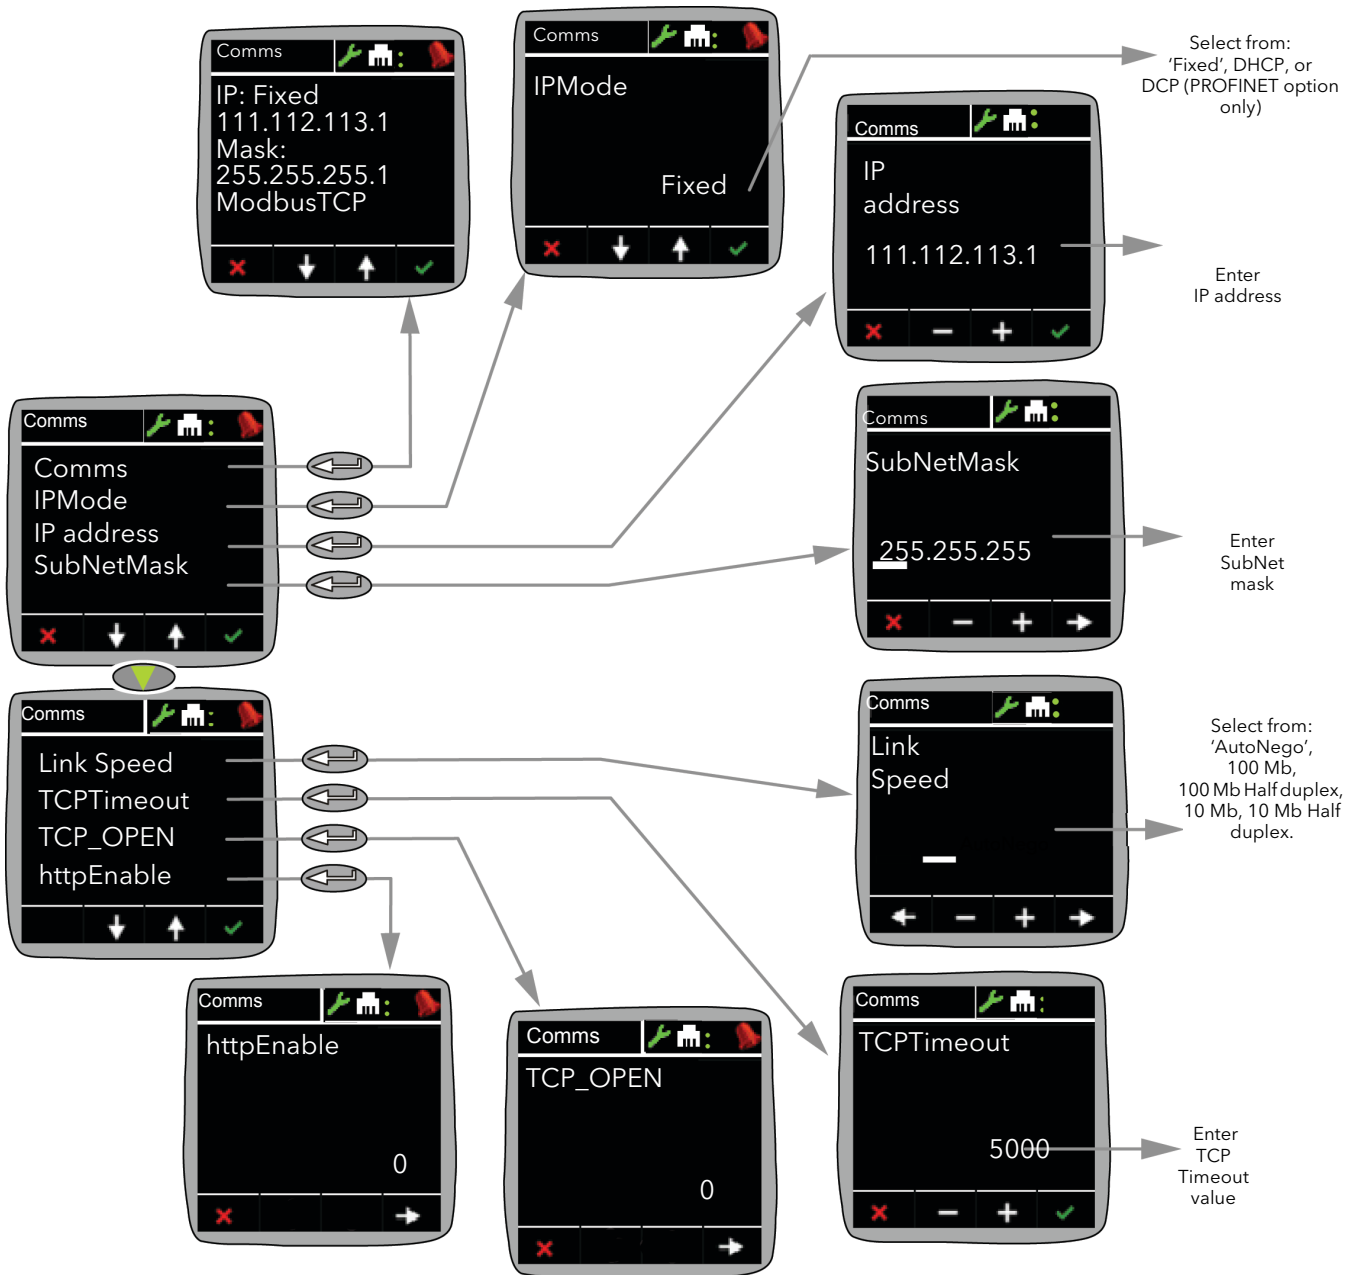 Comms
IP: Fixed
111.112.113.1
Mask:
255.255.255.1
ModbusTCP
Comms
IPMode
Fixed
Select from:
'Fixed', DHCP, or
DCP (PROFINET option
only)
Comms
IP
address
111.112.113.1
Enter
IP address
Comms
Comms
IPMode
IP address
SubNetMask
Comms
SubNetMask
255.255.255
Enter
SubNet
mask
Comms
Link Speed
TCPTimeout
TCP_OPEN
httpEnable
Comms
Link
Speed
Select from:
'AutoNego',
100 Mb,
100 Mb Half duplex,
10 Mb, 10 Mb Half
duplex.
Comms
httpEnable
0
Comms
TCP_OPEN
0
Comms
TCPTimeout
5000
Enter
TCP
Timeout
value